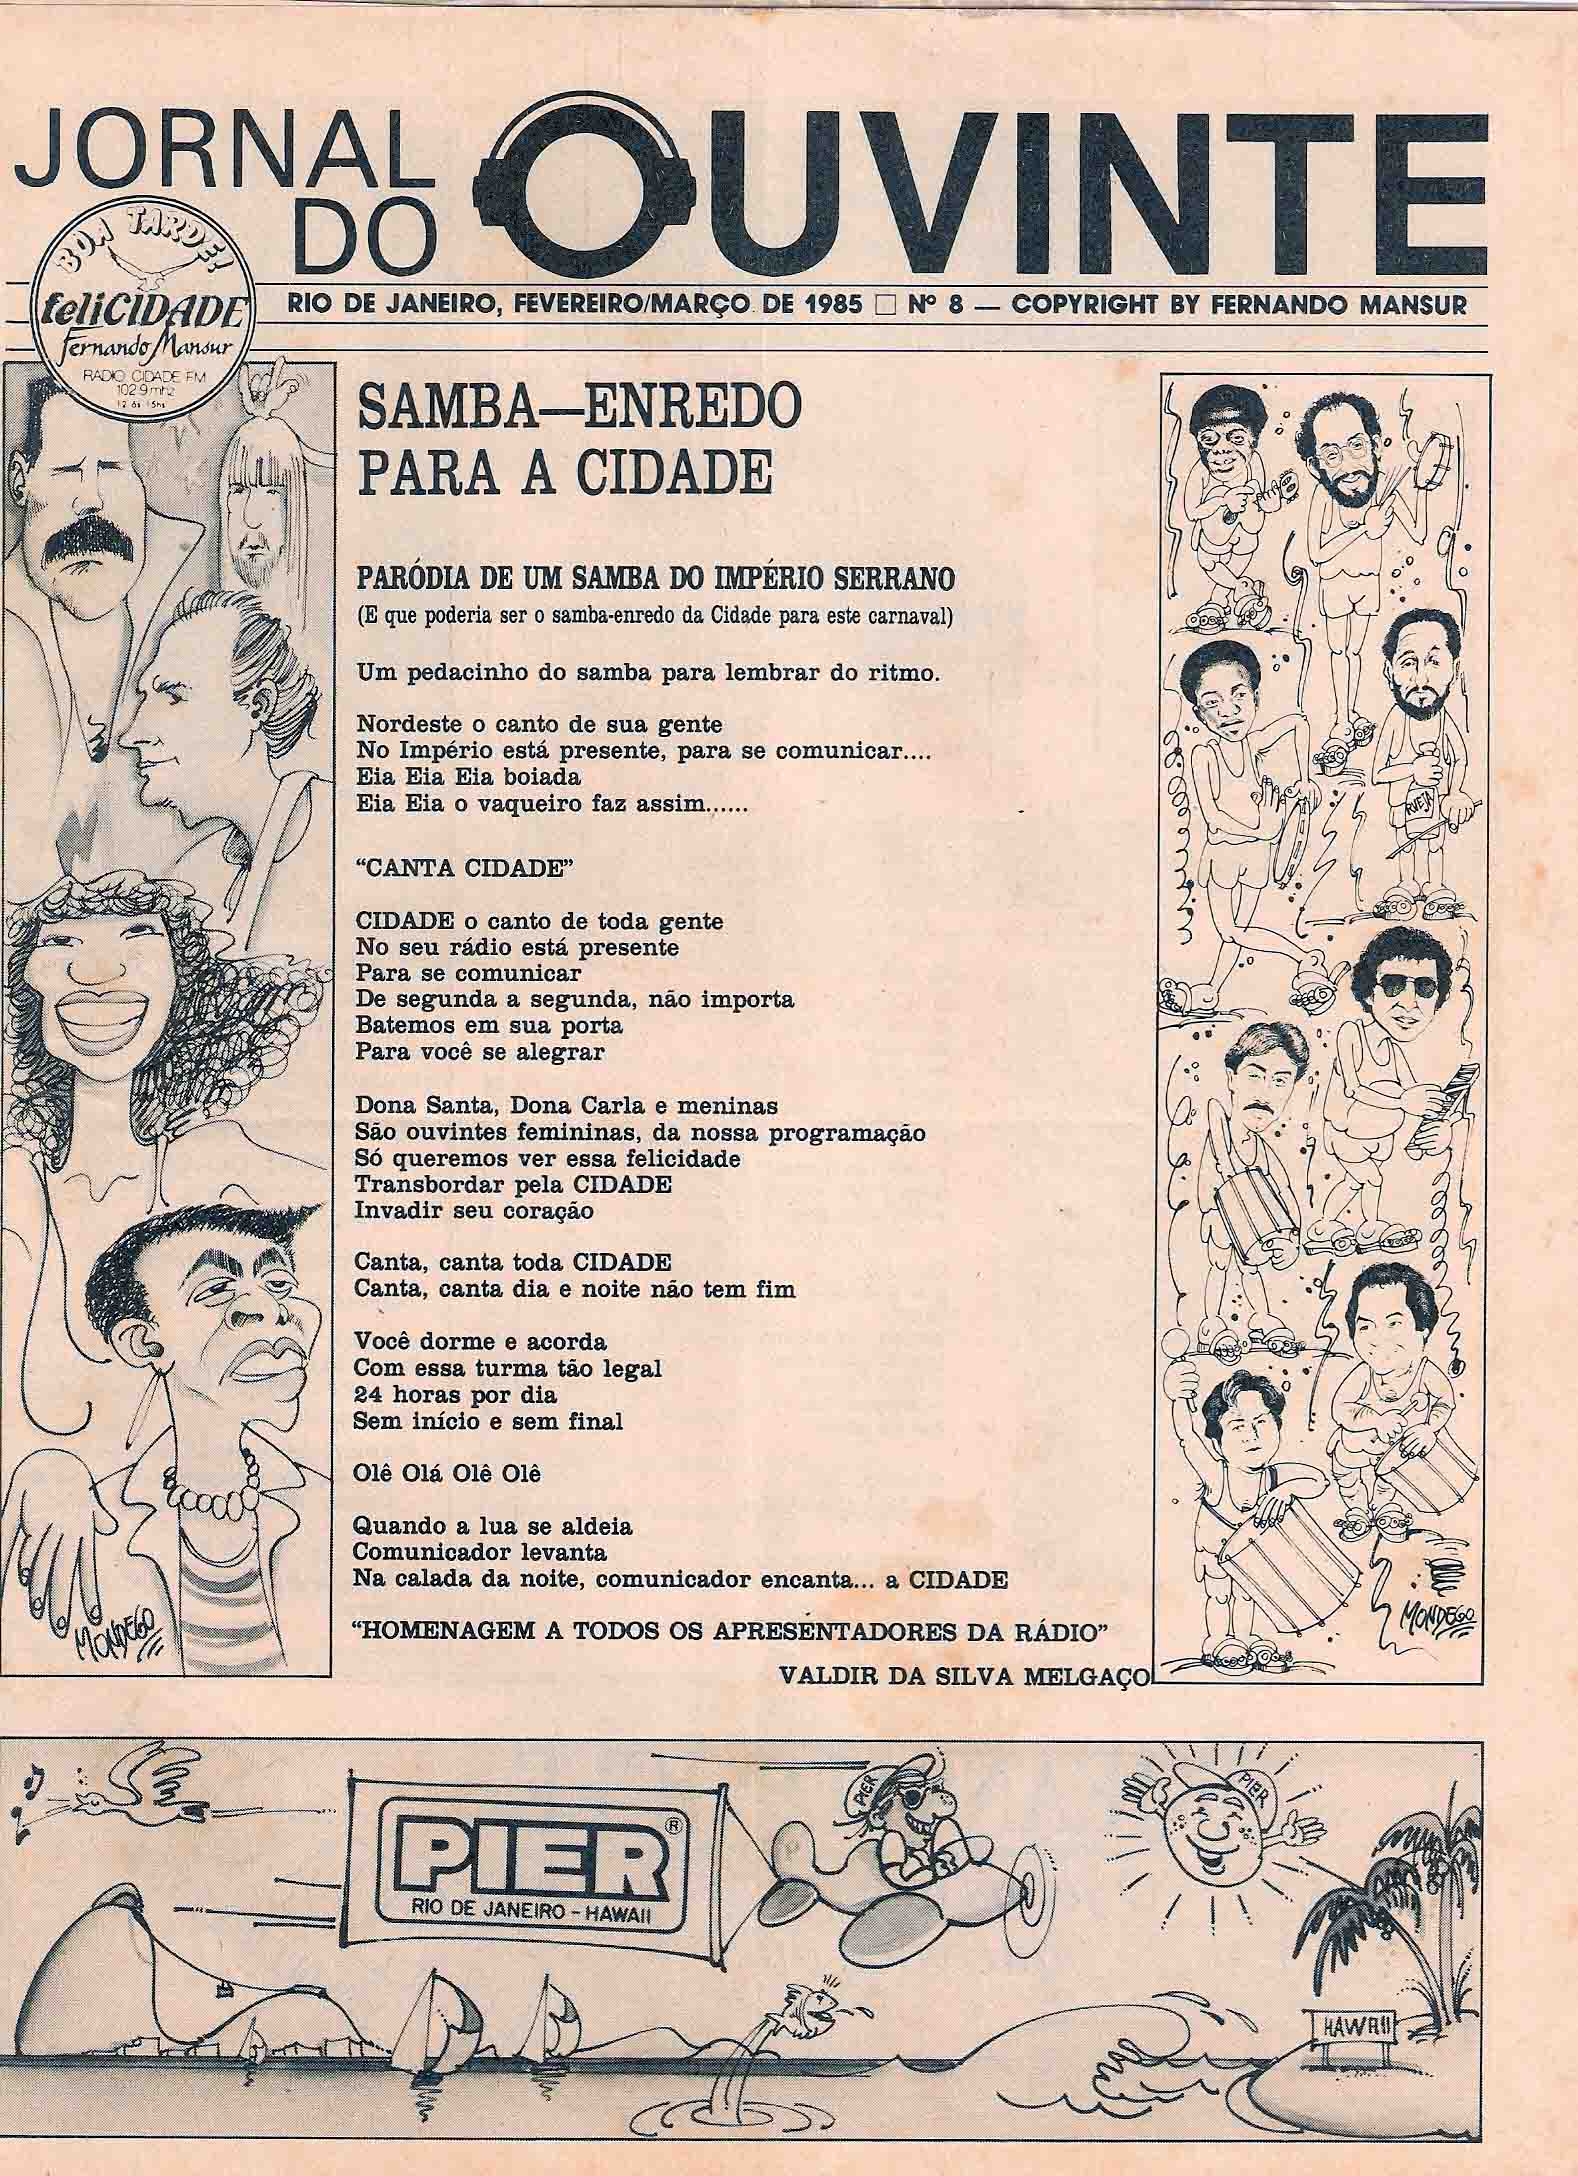 JORNAL
DO
OUVINTE
BOA TARDE!
feliCIDADE
Fernando Mansur
RADIO CIDADE FM
102.9 mhz
12 às 15hs
RIO DE JANEIRO, FEVEREIRO/MARÇO DE 1985 □ Nº 8 — COPYRIGHT BY FERNANDO MANSUR
SAMBA—ENREDO
PARA A CIDADE
PARÓDIA DE UM SAMBA DO IMPÉRIO SERRANO
(E que poderia ser o samba-enredo da Cidade para este carnaval)
Um pedacinho do samba para lembrar do ritmo.
Nordeste o canto de sua gente
No Império está presente, para se comunicar....
Eia Eia Eia boiada
Eia Eia o vaqueiro faz assim......
"CANTA CIDADE"
CIDADE o canto de toda gente
No seu rádio está presente
Para se comunicar
De segunda a segunda, não importa
Batemos em sua porta
Para você se alegrar
Dona Santa, Dona Carla e meninas
São ouvintes femininas, da nossa programação
Só queremos ver essa felicidade
Transbordar pela CIDADE
Invadir seu coração
Canta, canta toda CIDADE
Canta, canta dia e noite não tem fim
Você dorme e acorda
Com essa turma tão legal
24 horas por dia
Sem início e sem final
Olê Olá Olê Olê
Quando a lua se aldeia
Comunicador levanta
Na calada da noite, comunicador encanta... a CIDADE
"HOMENAGEM A TODOS OS APRESENTADORES DA RÁDIO"
VALDIR DA SILVA MELGAÇO
MONDEGO
RVEJA
MONDEGO
PIER®
RIO DE JANEIRO - HAWAII
PIER
PIER
HAWAII